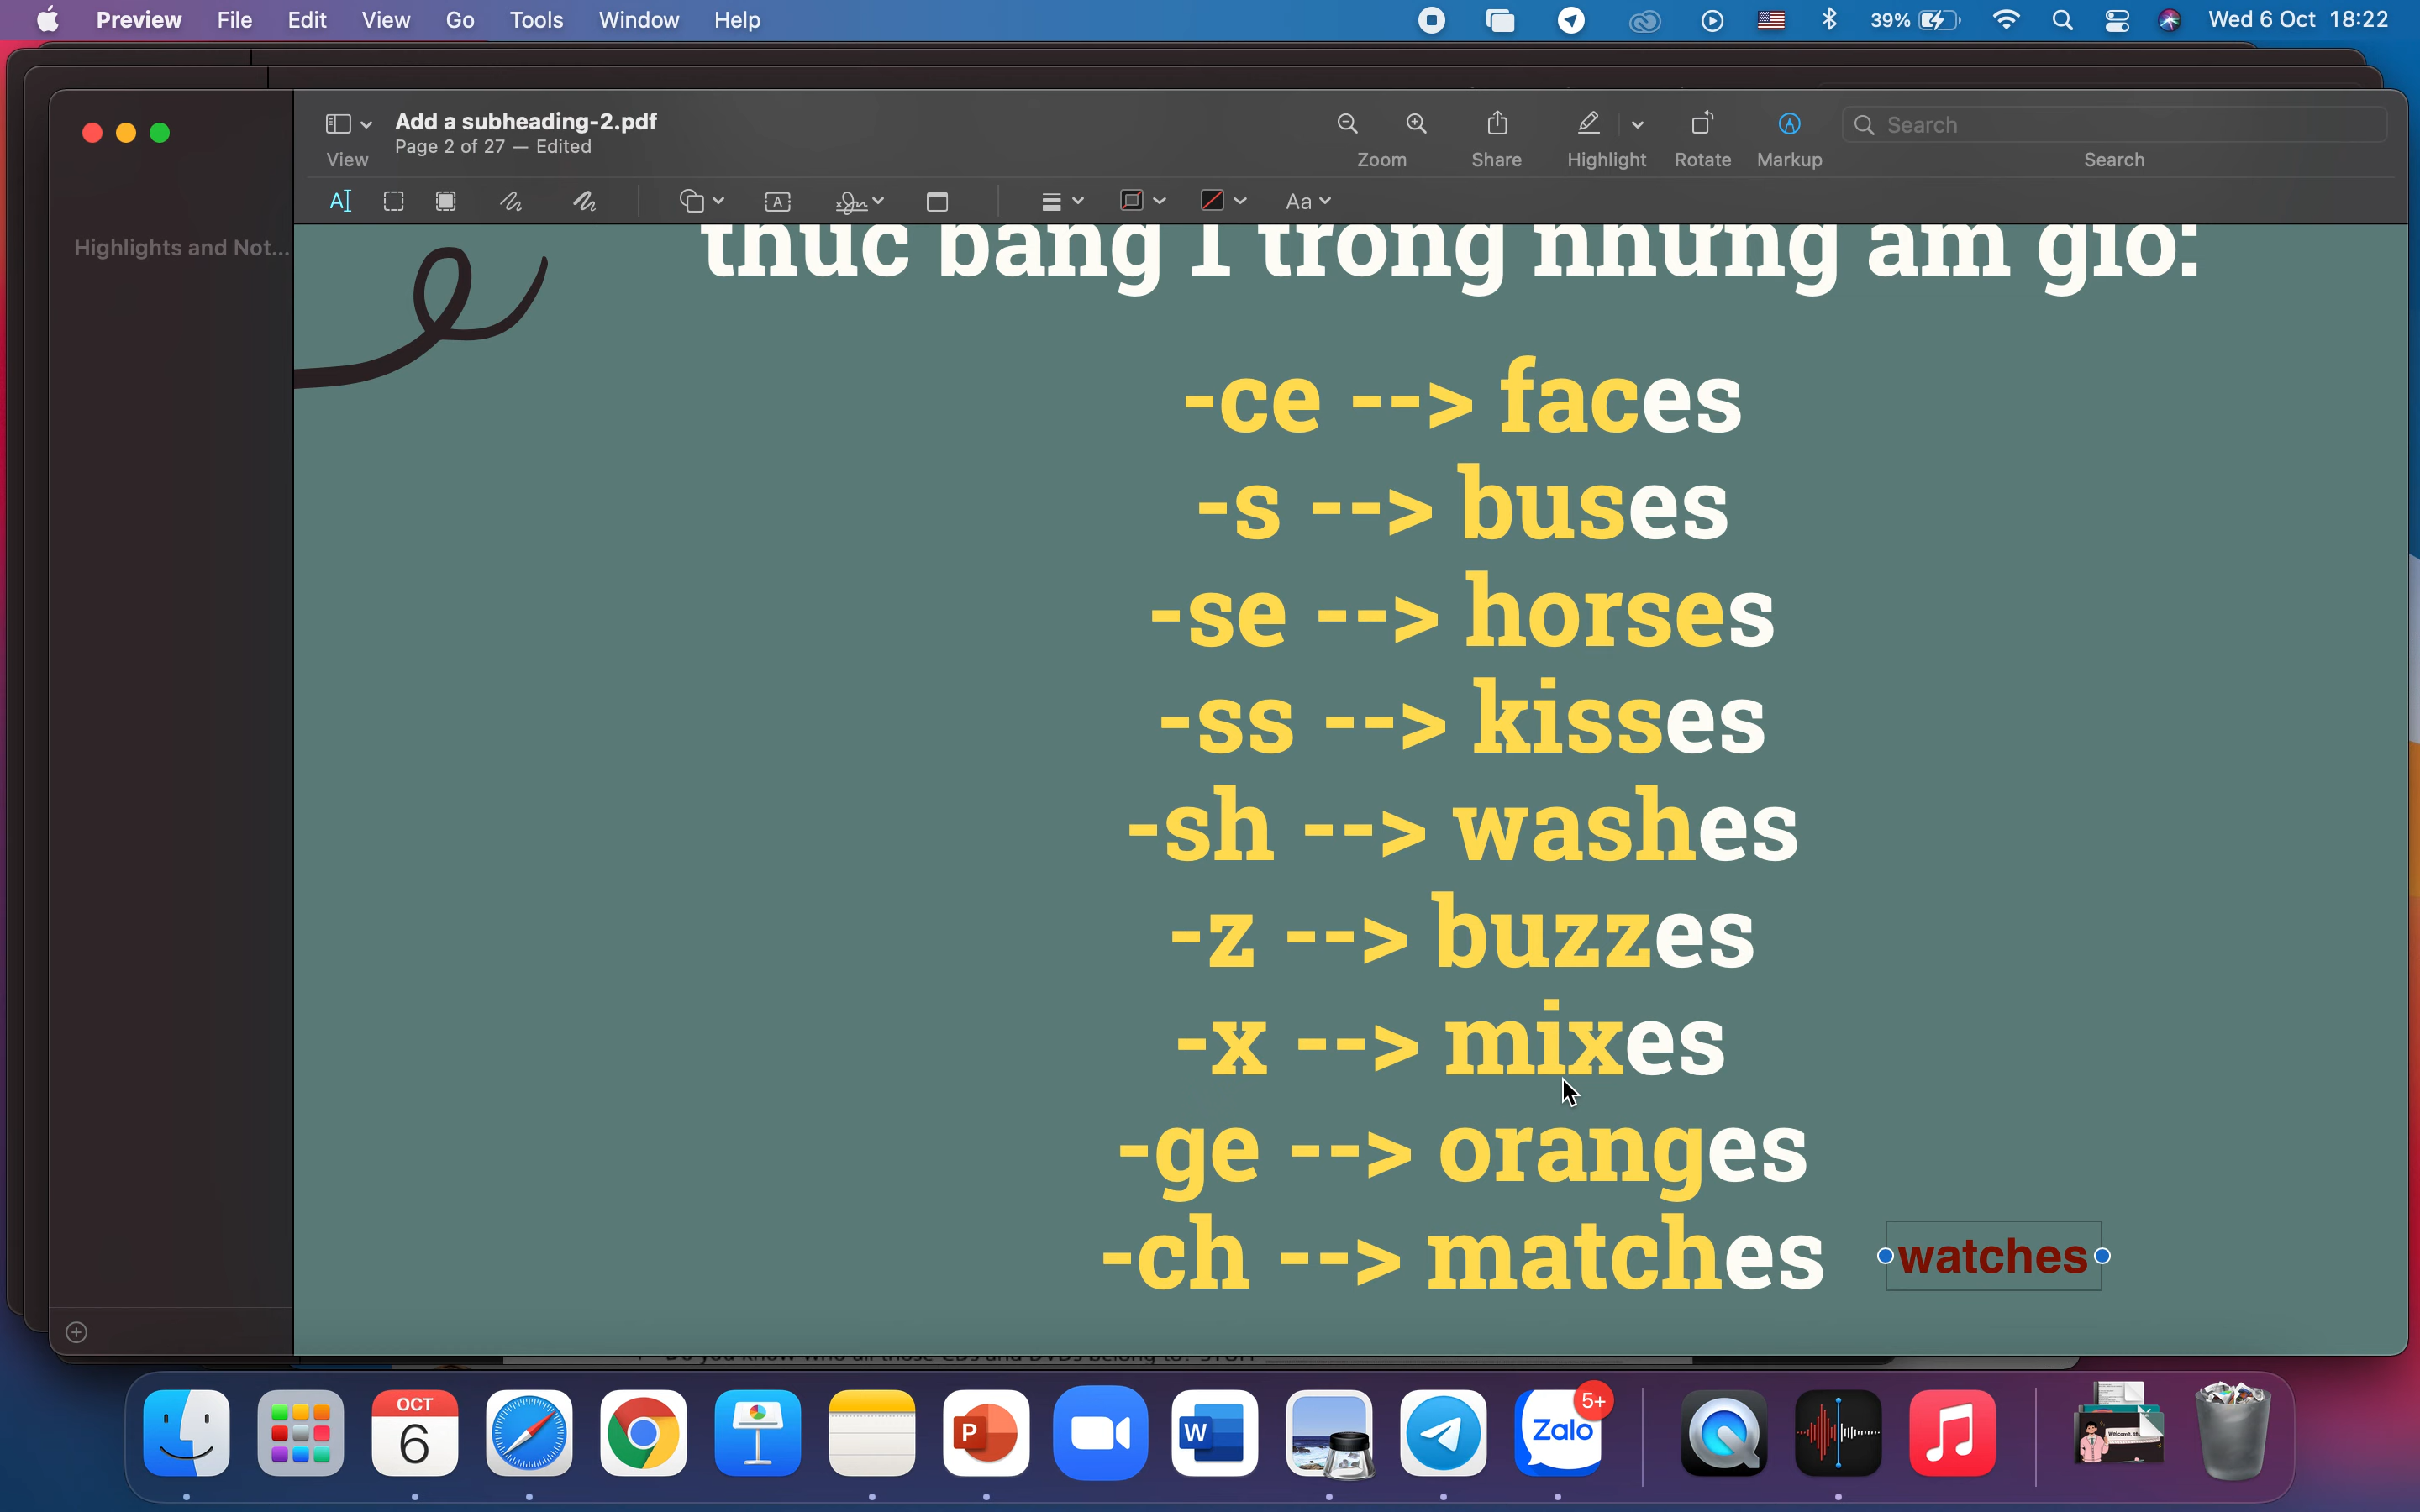 Preview File Edit View Go Tools Window Help 39% Wed 6 Oct 18:22
Add a subheading-2.pdf
Page 2 of 27 — Edited
Search
View Zoom Share Highlight Rotate Markup Search
A A Aa
Highlights and Not...
trong
-ce --> faces
-s --> buses
-se --> horses
-ss --> kisses
-sh --> washes
-z --> buzzes
-x --> mixes
-ge --> oranges
-ch --> matches watches
OCT
6
P
W
5+
Zalo